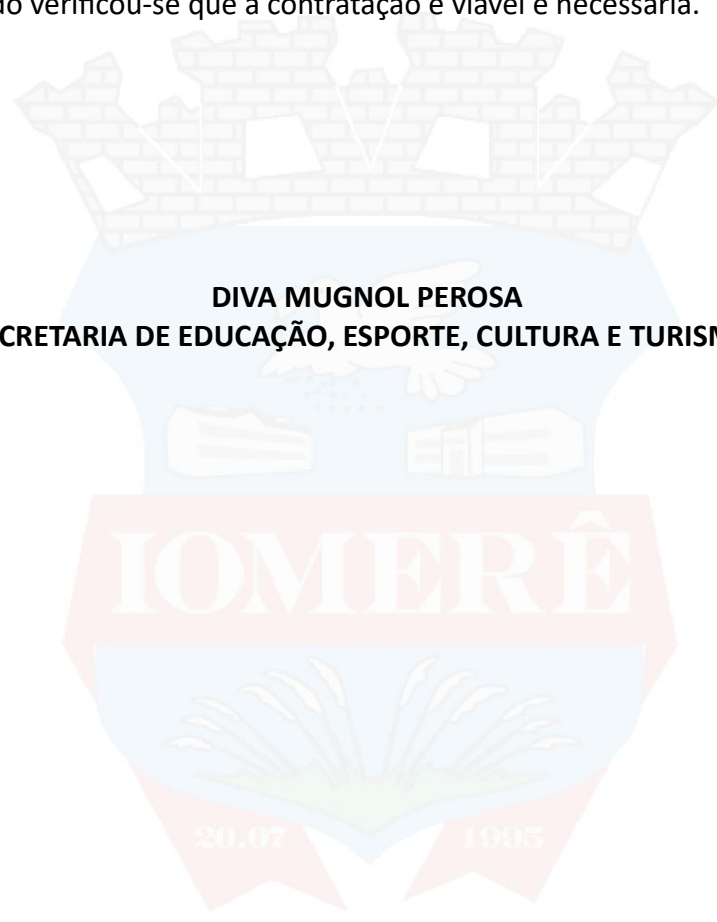 do verificou-se que a contratação é viável e necessária.
DIVA MUGNOL PEROSA
CRETARIA DE EDUCAÇÃO, ESPORTE, CULTURA E TURISM
IOMERÊ
20.07 1995